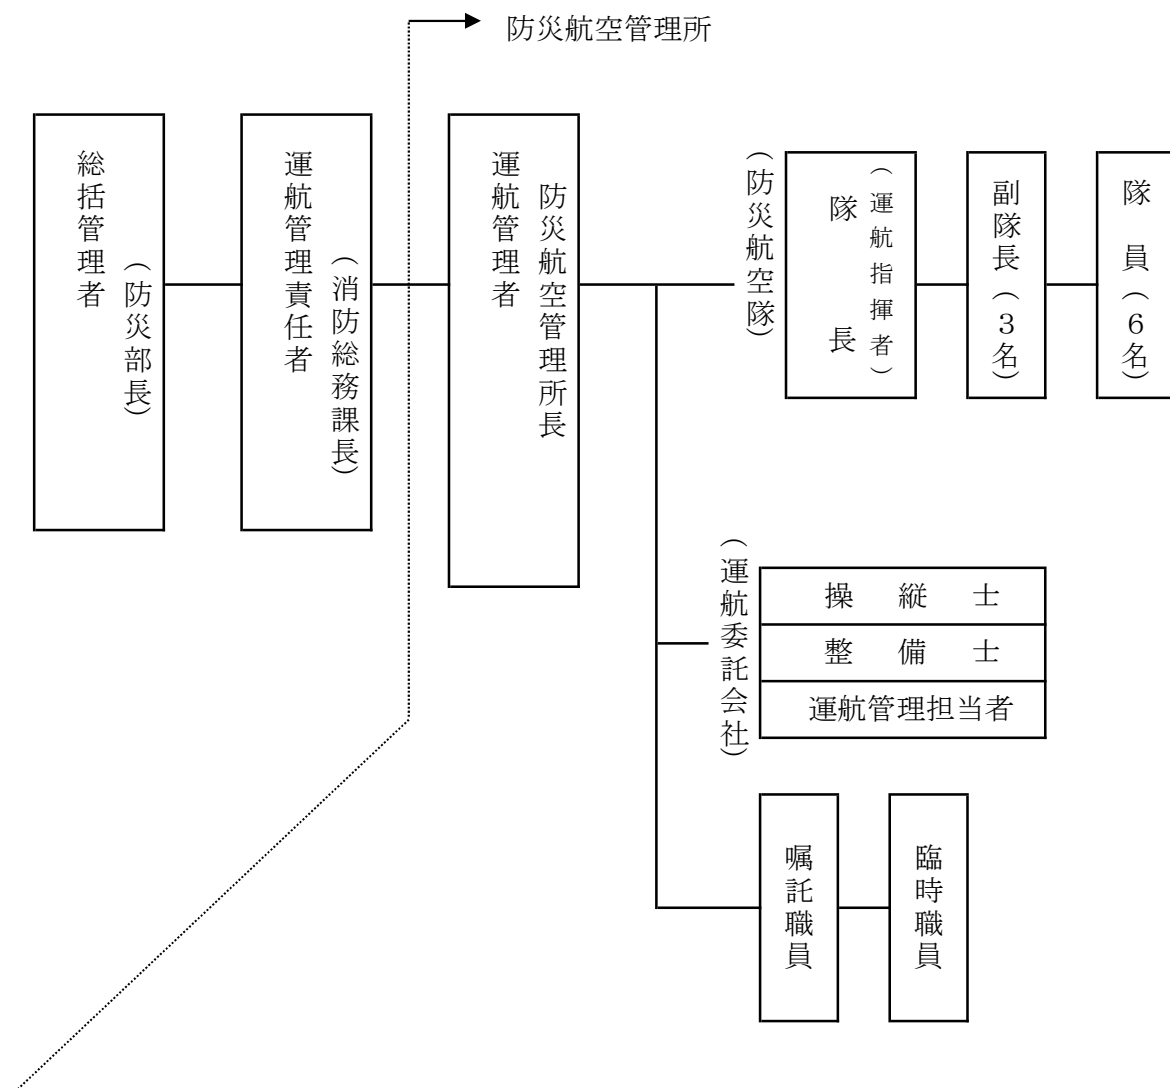 防災航空管理所
総括管理者
（防災部長）
運航管理責任者
（消防総務課長）
運航管理者
防災航空管理所長
（防災航空隊）
隊長
（運航指揮者）
副隊長（３名）
隊員（６名）
（運航委託会社）
操縦士
整備士
運航管理担当者
嘱託職員
臨時職員